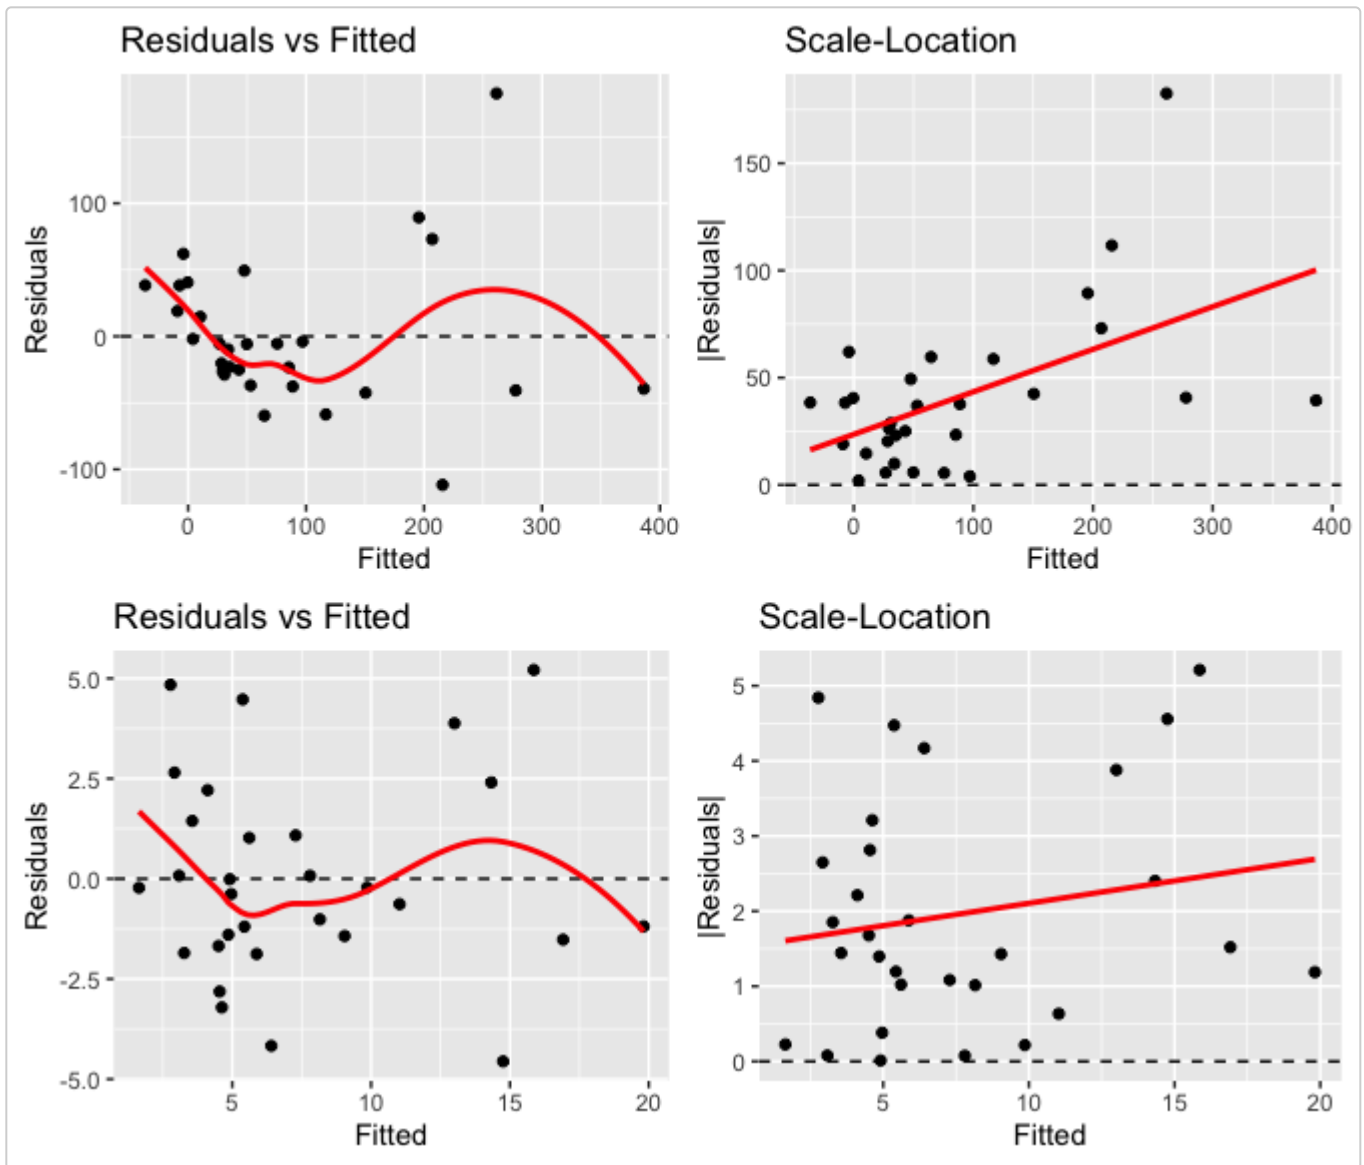 Residuals vs Fitted
Residuals
100
0
-100
0 100 200 300 400
Fitted
Scale-Location
|Residuals|
150
100
50
0
0 100 200 300 400
Fitted
Residuals vs Fitted
Residuals
5.0
2.5
0.0
-2.5
-5.0
5 10 15 20
Fitted
Scale-Location
|Residuals|
5
4
3
2
1
0
5 10 15 20
Fitted